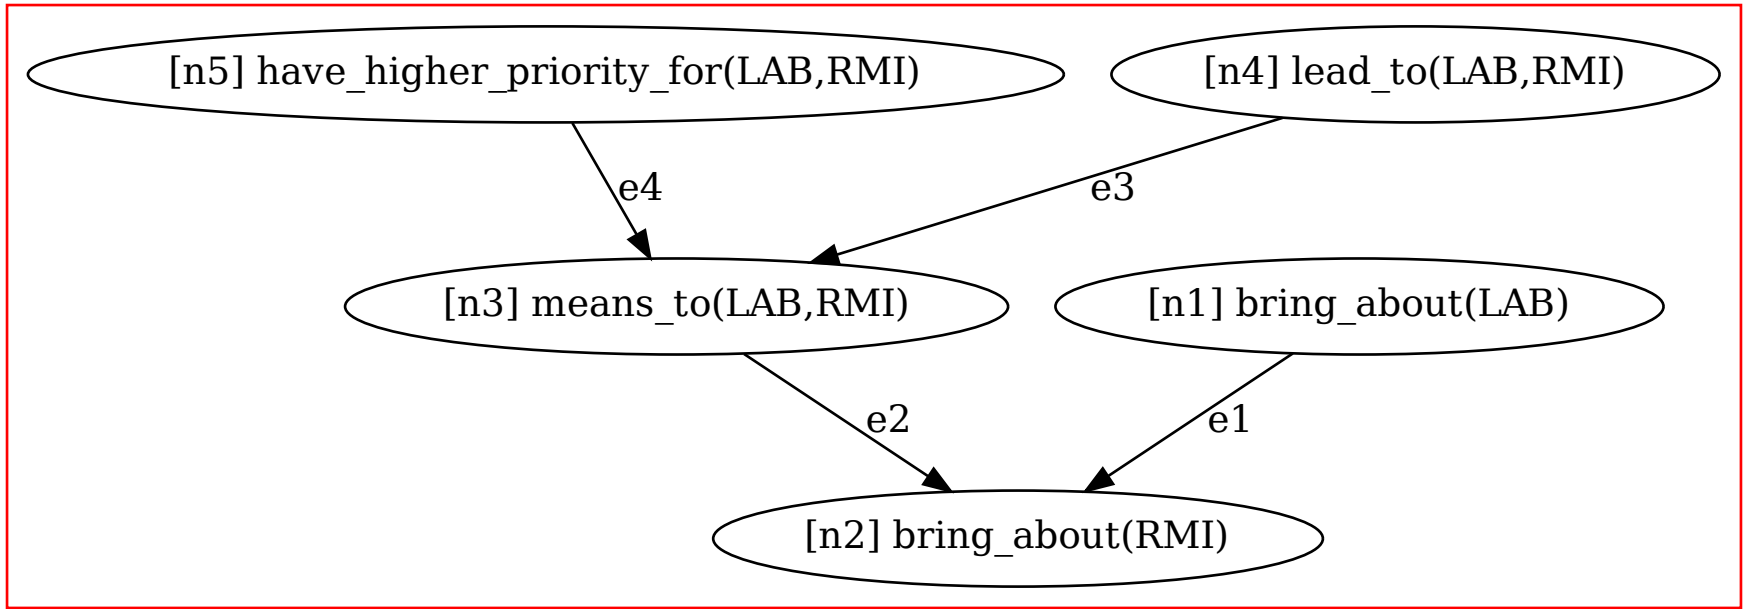 [n5] have_higher_priority_for(LAB,RMI)
[n4] lead_to(LAB,RMI)
e4
e3
[n3] means_to(LAB,RMI)
[n1] bring_about(LAB)
e2
e1
[n2] bring_about(RMI)